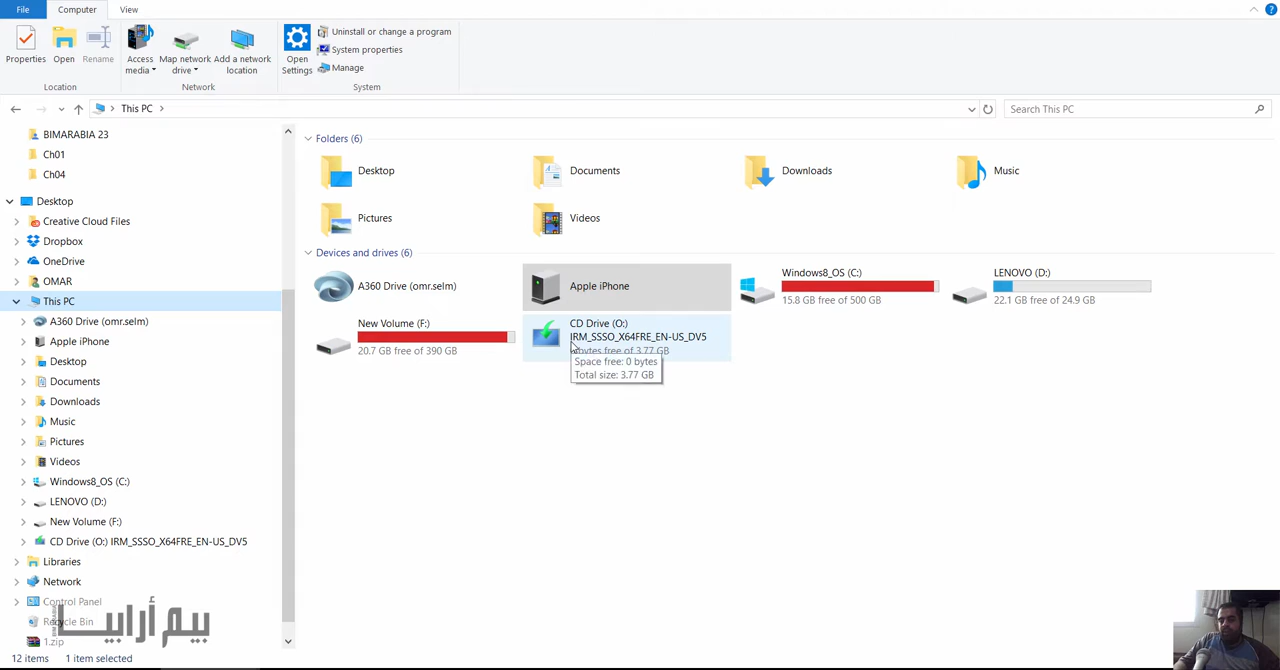 File
Computer
View
Properties
Open
Rename
Access media
Map network drive
Add a network location
Open Settings
Uninstall or change a program
System properties
Manage
Location
Network
System
This PC
Search This PC
BIMARABIA 23
Ch01
Ch04
Desktop
Creative Cloud Files
Dropbox
OneDrive
OMAR
This PC
A360 Drive (omr.selm)
Apple iPhone
Desktop
Documents
Downloads
Music
Pictures
Videos
Windows8_OS (C:)
LENOVO (D:)
New Volume (F:)
CD Drive (O:) IRM_SSSO_X64FRE_EN-US_DV5
Libraries
Network
Control Panel
Recycle Bin
1.zip
Folders (6)
Desktop
Documents
Downloads
Music
Pictures
Videos
Devices and drives (6)
A360 Drive (omr.selm)
Apple iPhone
Windows8_OS (C:)
15.8 GB free of 500 GB
LENOVO (D:)
22.1 GB free of 24.9 GB
New Volume (F:)
20.7 GB free of 390 GB
CD Drive (O:)
IRM_SSSO_X64FRE_EN-US_DV5
bytes free of 3.77 GB
Space free: 0 bytes
Total size: 3.77 GB
بيم أرابيا
BIMARABIA
12 items
1 item selected